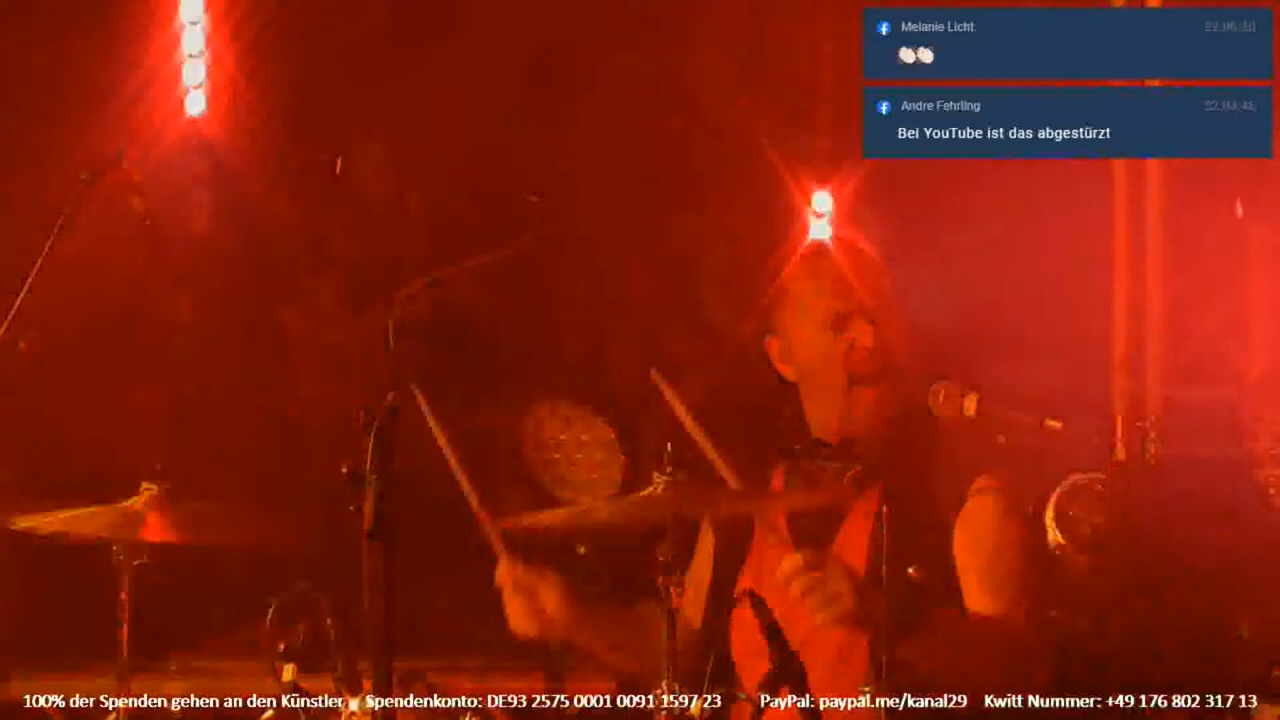 Melanie Licht
Andre Fehrling
Bei YouTube ist das abgestürzt
100% der Spenden gehen an den Künstler Spendenkonto: DE93 2575 0001 0091 1597 23 PayPal: paypal.me/kanal29 Kwitt Nummer: +49 176 802 317 13